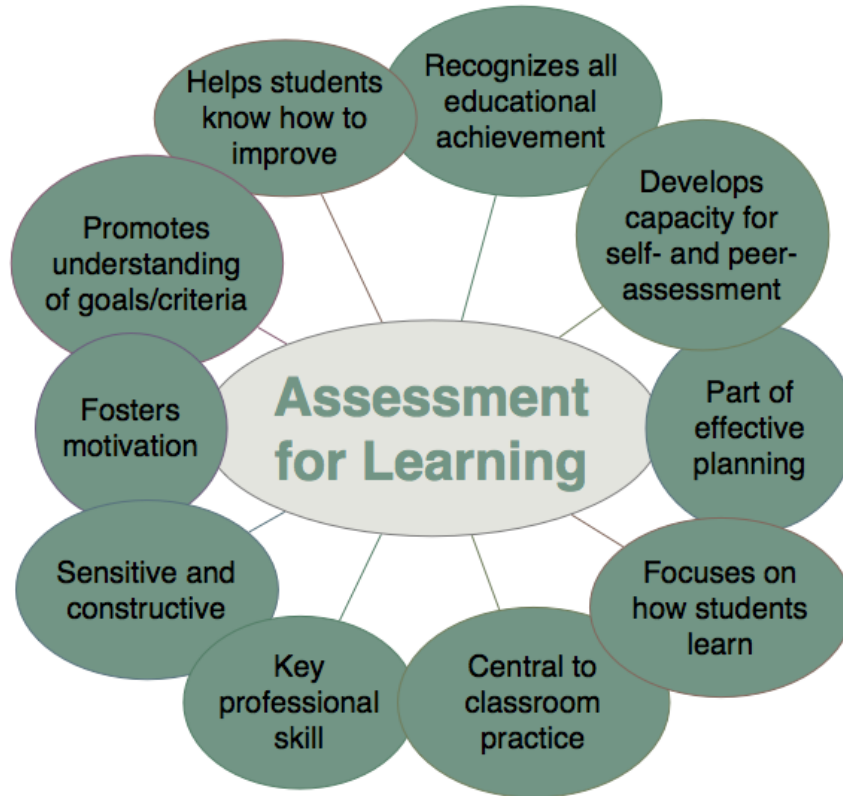 Assessment
for Learning
Recognizes all
educational
achievement
Develops
capacity for
self- and peer-
assessment
Part of
effective
planning
Focuses on
how students
learn
Central to
classroom
practice
Key
professional
skill
Sensitive and
constructive
Fosters
motivation
Promotes
understanding
of goals/criteria
Helps students
know how to
improve